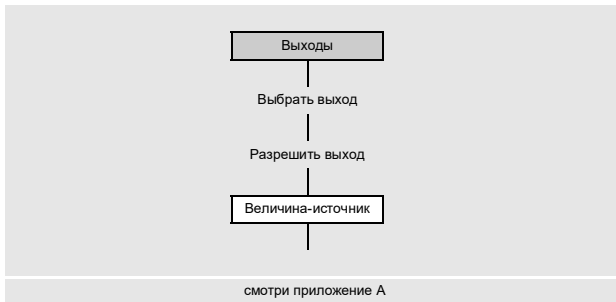 Выходы
Выбрать выход
Разрешить выход
Величина-источник
смотри приложение А